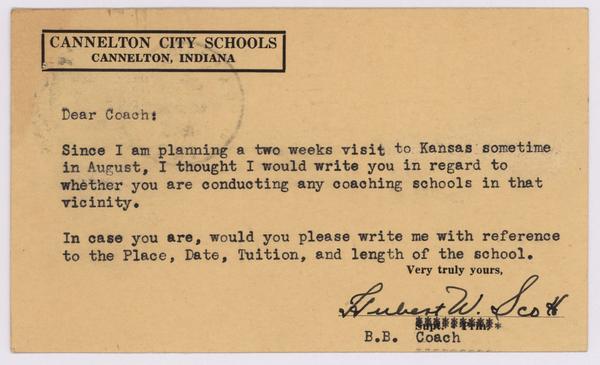 CANNELTON CITY SCHOOLS
CANNELTON, INDIANA
Dear Coach:
Since I am planning a two weeks visit to Kansas sometime
in August, I thought I would write you in regard to
whether you are conducting any coaching schools in that
vicinity.
In case you are, would you please write me with reference
to the Place, Date, Tuition, and length of the school.
Very truly yours,
Hubert W. Scott
B.B. Coach